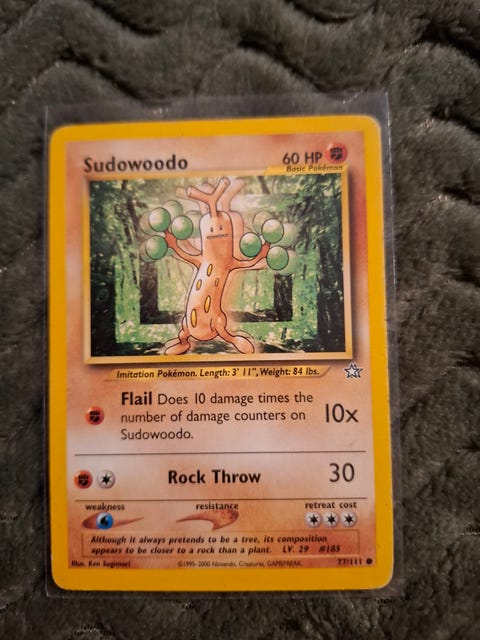 Sudowoodo 60 HP
Basic Pokémon
Imitation Pokémon. Length: 3' 11", Weight: 84 lbs.
Flail Does 10 damage times the
number of damage counters on
Sudowoodo.
10x
Rock Throw 30
weakness resistance retreat cost
Although it always pretends to be a tree, its composition
appears to be closer to a rock than a plant. LV. 29 #185
Illus. Ken Sugimori ©1995-2000 Nintendo, Creatures, GAMEFREAK. 77/111